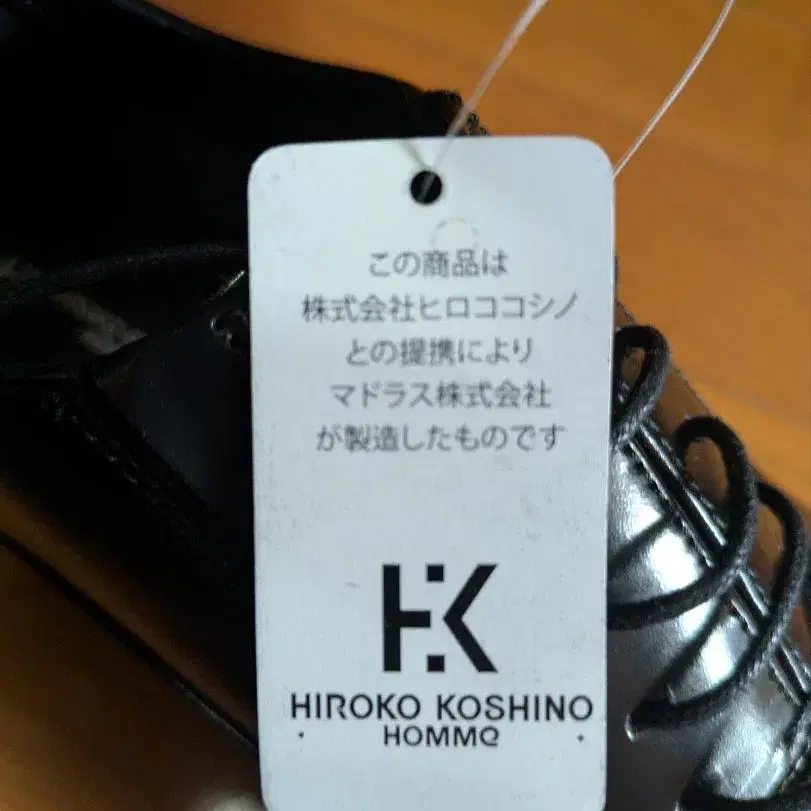 この商品は
株式会社ヒロココシノ
との提携により
マドラス株式会社
が製造したものです
HK
HIROKO KOSHINO
HOMME